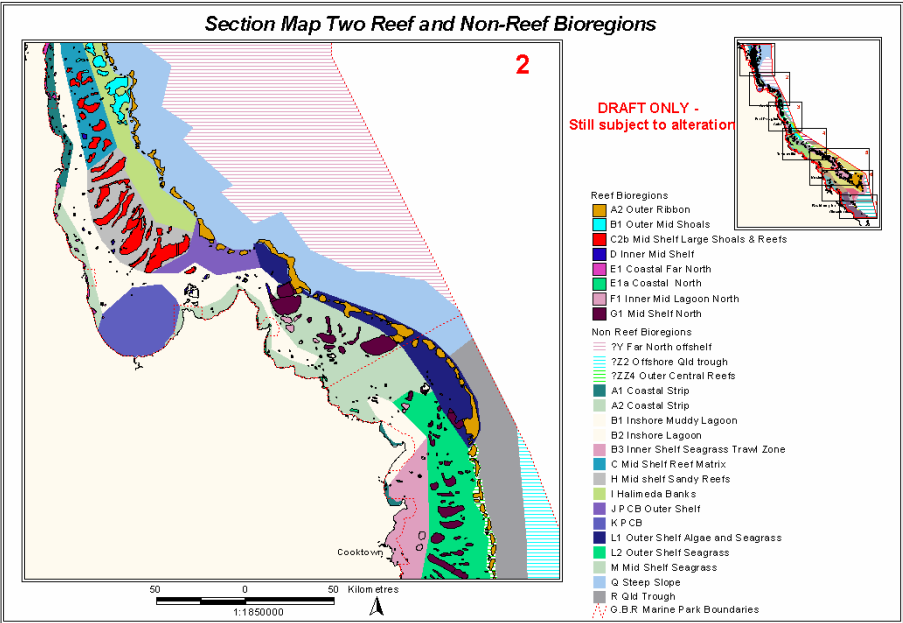 Section Map Two Reef and Non-Reef Bioregions
2
DRAFT ONLY -
Still subject to alteration
Reef Bioregions
A2 Outer Ribbon
B1 Outer Mid Shoals
C2b Mid Shelf Large Shoals & Reefs
D Inner Mid Shelf
E1 Coastal Far North
E1a Coastal North
F1 Inner Mid Lagoon North
G1 Mid Shelf North
Non Reef Bioregions
?Y Far North offshelf
?Z2 Offshore Qld trough
?ZZ4 Outer Central Reefs
A1 Coastal Strip
A2 Coastal Strip
B1 Inshore Muddy Lagoon
B2 Inshore Lagoon
B3 Inner Shelf Seagrass Trawl Zone
C Mid Shelf Reef Matrix
H Mid shelf Sandy Reefs
I Halimeda Banks
J PCB Outer Shelf
K PCB
L1 Outer Shelf Algae and Seagrass
L2 Outer Shelf Seagrass
M Mid Shelf Seagrass
Q Steep Slope
R Qld Trough
G.B.R Marine Park Boundaries
Cooktown
50 0 50 Kilometres
1:1850000